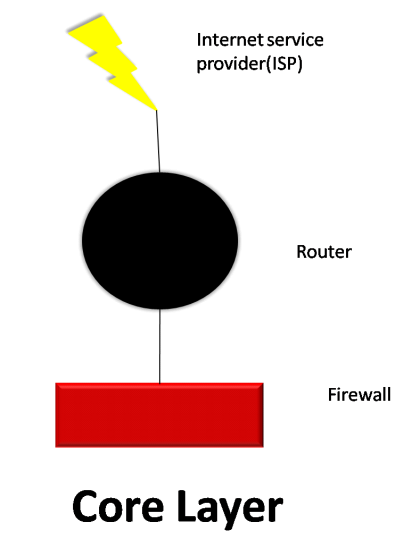 Internet service
provider(ISP)
Router
Firewall
Core Layer